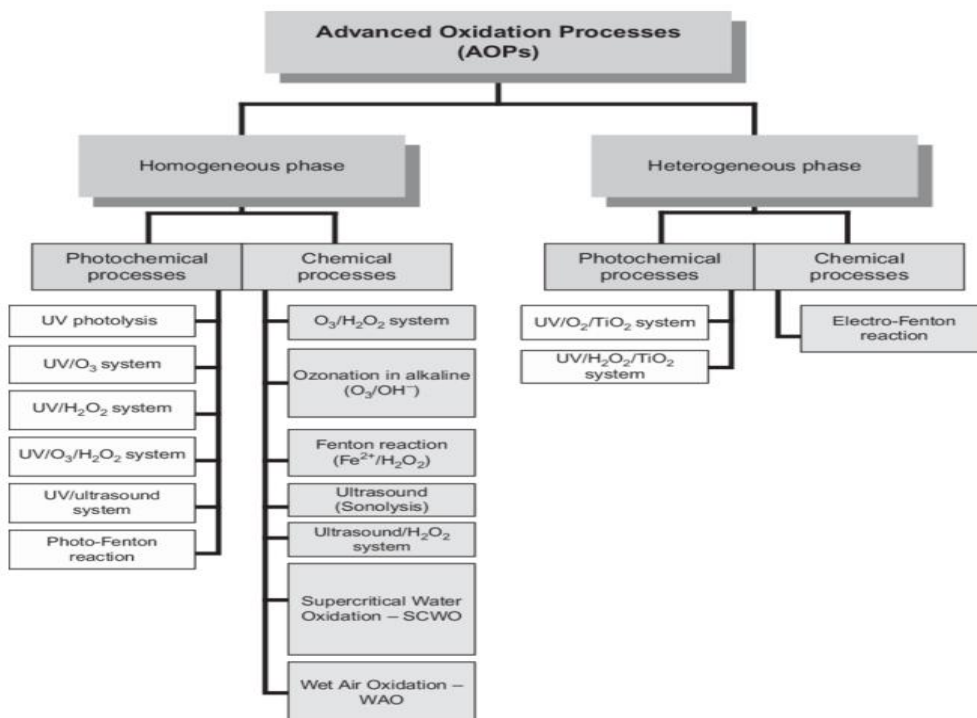 Advanced Oxidation Processes
(AOPs)
Homogeneous phase
Heterogeneous phase
Photochemical
processes
Chemical
processes
UV photolysis
UV/O₃ system
UV/H₂O₂ system
UV/O₃/H₂O₂ system
UV/ultrasound
system
Photo-Fenton
reaction
O₃/H₂O₂ system
Ozonation in alkaline
(O₃/OH⁻)
Fenton reaction
(Fe²⁺/H₂O₂)
Ultrasound
(Sonolysis)
Ultrasound/H₂O₂
system
Supercritical Water
Oxidation – SCWO
Wet Air Oxidation –
WAO
Photochemical
processes
Chemical
processes
UV/O₂/TiO₂ system
UV/H₂O₂/TiO₂
system
Electro-Fenton
reaction